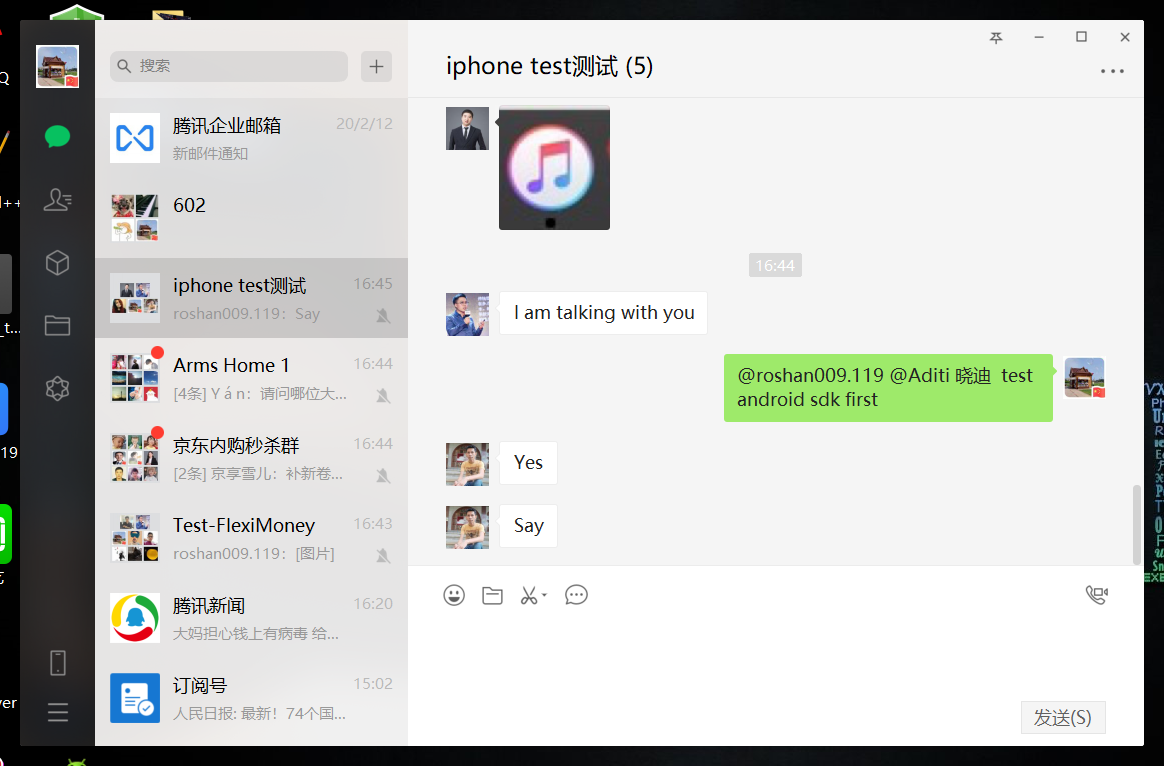 搜索
腾讯企业邮箱 20/2/12
新邮件通知
602
iphone test测试 16:45
roshan009.119：Say
Arms Home 1 16:44
[4条] Y á n：请问哪位大...
京东内购秒杀群 16:44
[2条] 京享雪儿：补新卷...
Test-FlexiMoney 16:43
roshan009.119：[图片]
腾讯新闻 16:20
大妈担心钱上有病毒 给...
订阅号 15:02
人民日报: 最新！74个国...
iphone test测试 (5)
16:44
I am talking with you
@roshan009.119 @Aditi 晓迪  test
android sdk first
Yes
Say
发送(S)
Q
l++
_t...
19
ver